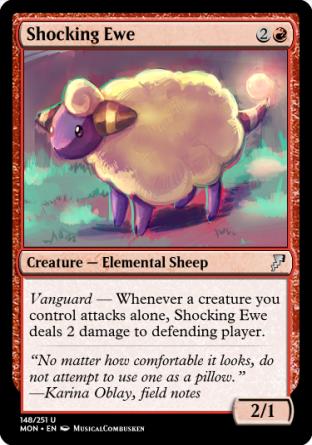 Shocking Ewe 2
Creature — Elemental Sheep
Vanguard — Whenever a creature you
control attacks alone, Shocking Ewe
deals 2 damage to defending player.
“No matter how comfortable it looks, do
not attempt to use one as a pillow.”
—Karina Oblay, field notes
2/1
148/251 U
MON • EN MusicalCombusken